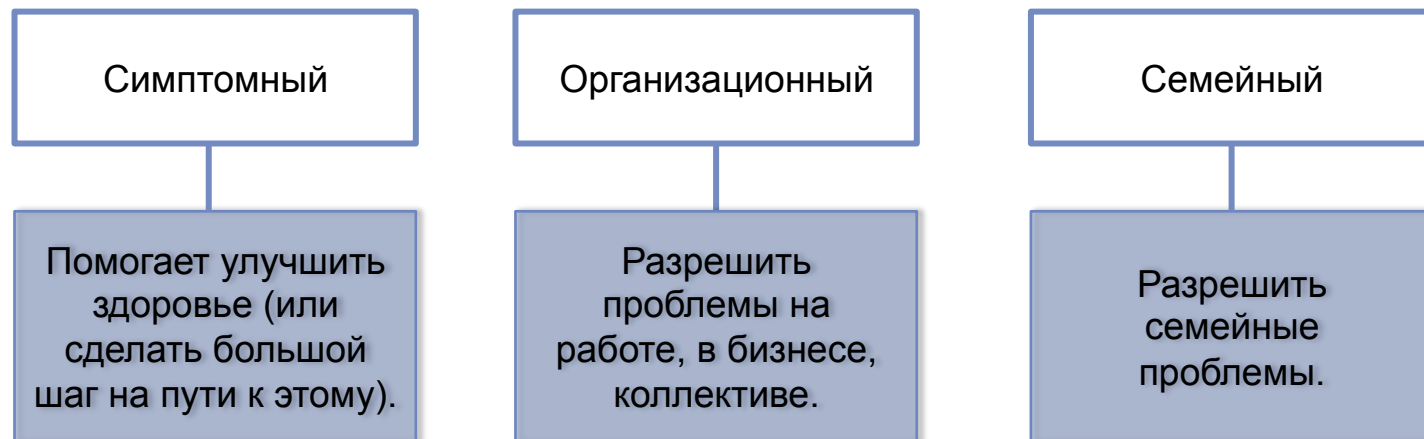 Симптомный
Организационный
Семейный
Помогает улучшить
здоровье (или
сделать большой
шаг на пути к этому).
Разрешить
проблемы на
работе, в бизнесе,
коллективе.
Разрешить
семейные
проблемы.